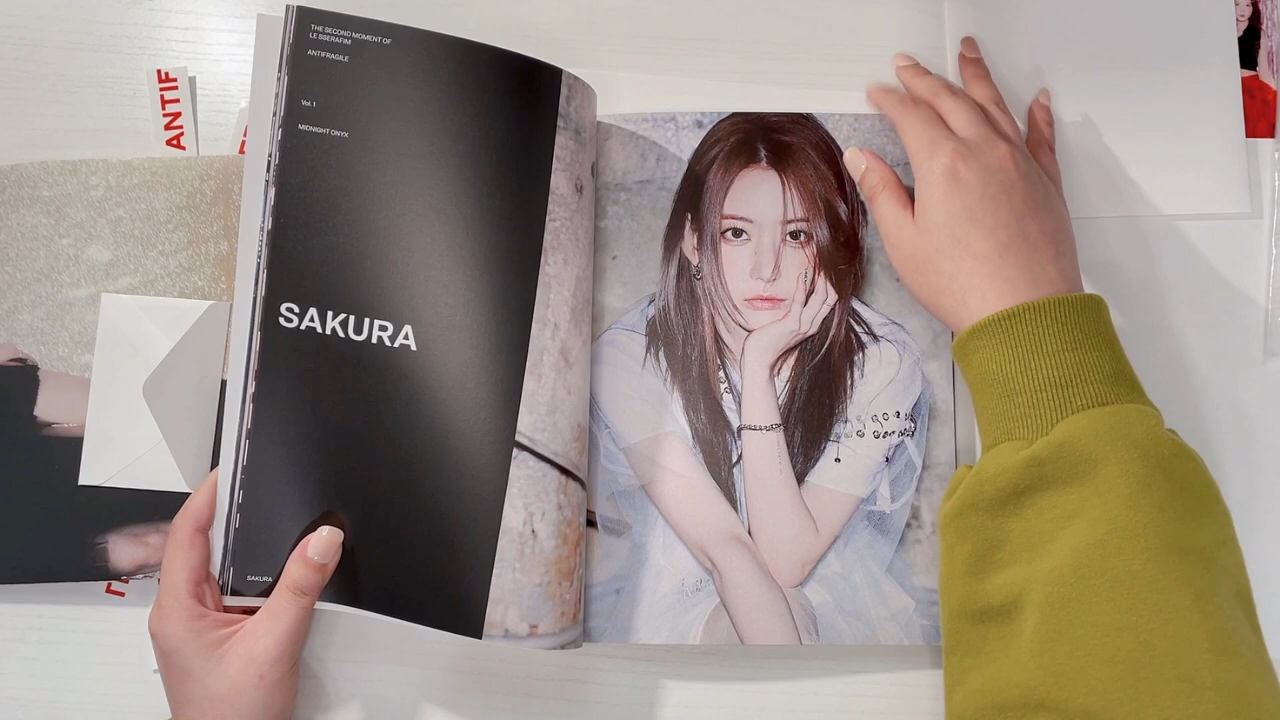 THE SECOND MOMENT OF
LE SSERAFIM
ANTIFRAGILE
Vol. 1
MIDNIGHT ONYX
SAKURA
SAKURA
ANTIF